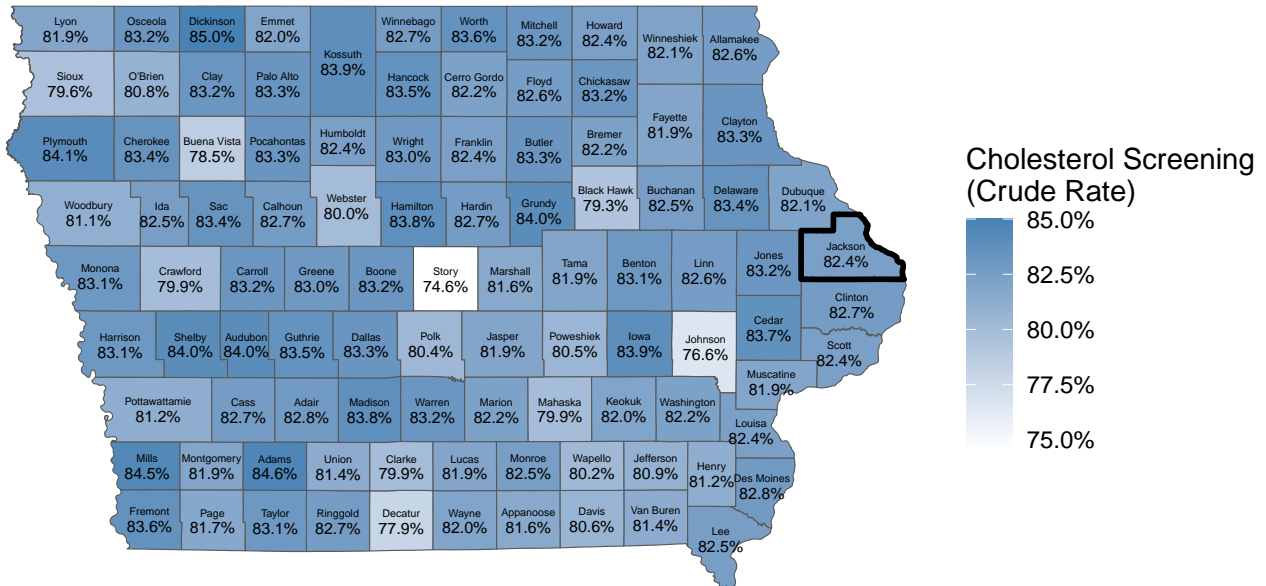 Lyon Osceola Dickinson Emmet Winnebago Worth Mitchell Howard Winneshiek Allamakee
81.9% 83.2% 85.0% 82.0% 82.7% 83.6% 83.2% 82.4% 82.1% 82.6%
Kossuth
83.9%
Sioux O'Brien Clay Palo Alto Hancock Cerro Gordo Floyd Chickasaw
79.6% 80.8% 83.2% 83.3% 83.5% 82.2% 82.6% 83.2%
Fayette Clayton
81.9% 83.3%
Plymouth Cherokee Buena Vista Pocahontas Humboldt Wright Franklin Butler Bremer
84.1% 83.4% 78.5% 83.3% 82.4% 83.0% 82.4% 83.3% 82.2%
Woodbury Ida Sac Calhoun Webster Hamilton Hardin Grundy Black Hawk Buchanan Delaware Dubuque
81.1% 82.5% 83.4% 82.7% 80.0% 83.8% 82.7% 84.0% 79.3% 82.5% 83.4% 82.1%
Monona Crawford Carroll Greene Boone Story Marshall Tama Benton Linn Jones Jackson
83.1% 79.9% 83.2% 83.0% 83.2% 74.6% 81.6% 81.9% 83.1% 82.6% 83.2% 82.4%
Clinton
82.7%
Harrison Shelby Audubon Guthrie Dallas Polk Jasper Poweshiek Iowa Johnson Cedar Scott
83.1% 84.0% 84.0% 83.5% 83.3% 80.4% 81.9% 80.5% 83.9% 76.6% 83.7% 82.4%
Muscatine
81.9%
Pottawattamie Cass Adair Madison Warren Marion Mahaska Keokuk Washington Louisa
81.2% 82.7% 82.8% 83.8% 83.2% 82.2% 79.9% 82.0% 82.2% 82.4%
Mills Montgomery Adams Union Clarke Lucas Monroe Wapello Jefferson Henry Des Moines
84.5% 81.9% 84.6% 81.4% 79.9% 81.9% 82.5% 80.2% 80.9% 81.2% 82.8%
Fremont Page Taylor Ringgold Decatur Wayne Appanoose Davis Van Buren Lee
83.6% 81.7% 83.1% 82.7% 77.9% 82.0% 81.6% 80.6% 81.4% 82.5%
Cholesterol Screening
(Crude Rate)
85.0%
82.5%
80.0%
77.5%
75.0%